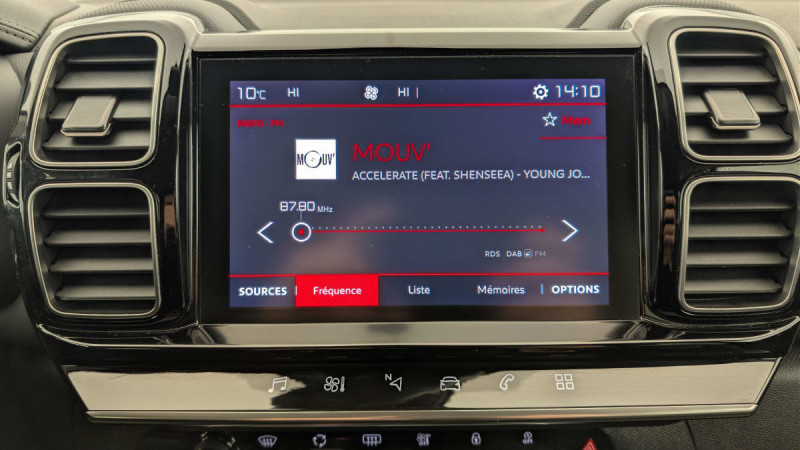 10°C HI HI 14:10
RADIO : FM
Mém
MOUV'
MOUV'
ACCELERATE (FEAT. SHENSEEA) - YOUNG JO...
87.80 MHz
RDS DAB FM
SOURCES Fréquence Liste Mémoires OPTIONS
N